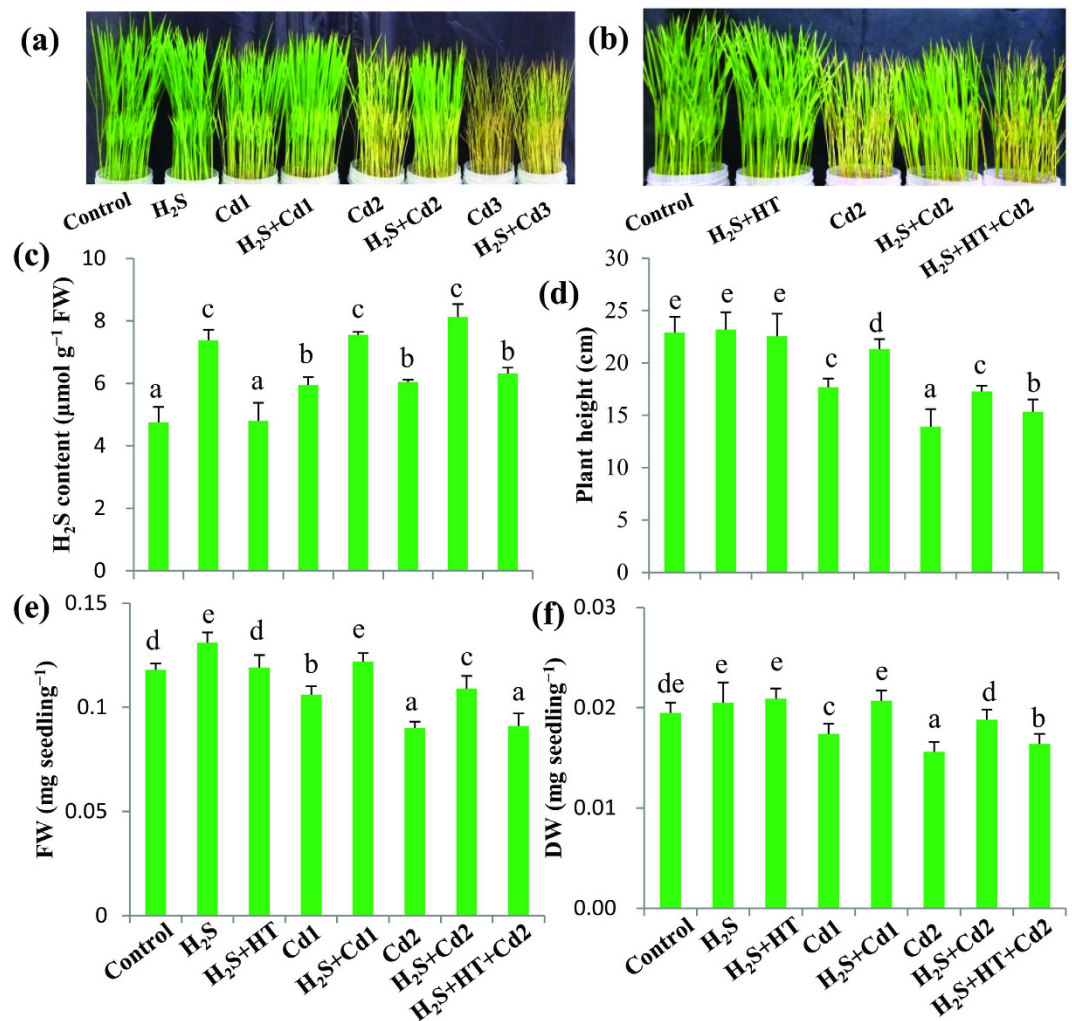 (a)
Control
H₂S
Cd1
H₂S+Cd1
Cd2
H₂S+Cd2
Cd3
H₂S+Cd3
(b)
Control
H₂S+HT
Cd2
H₂S+Cd2
H₂S+HT+Cd2
(c)
H₂S content (μmol g⁻¹ FW)
10
8
6
4
2
0
a
c
a
b
c
b
c
b
(d)
Plant height (cm)
30
25
20
15
10
5
0
e
e
e
c
d
a
c
b
(e)
FW (mg seedling⁻¹)
0.15
0.1
0.05
0
d
e
d
b
e
a
c
a
Control
H₂S
H₂S+HT
Cd1
H₂S+Cd1
Cd2
H₂S+Cd2
H₂S+HT+Cd2
(f)
DW (mg seedling⁻¹)
0.03
0.02
0.01
0.00
de
e
e
c
e
a
d
b
Control
H₂S
H₂S+HT
Cd1
H₂S+Cd1
Cd2
H₂S+Cd2
H₂S+HT+Cd2